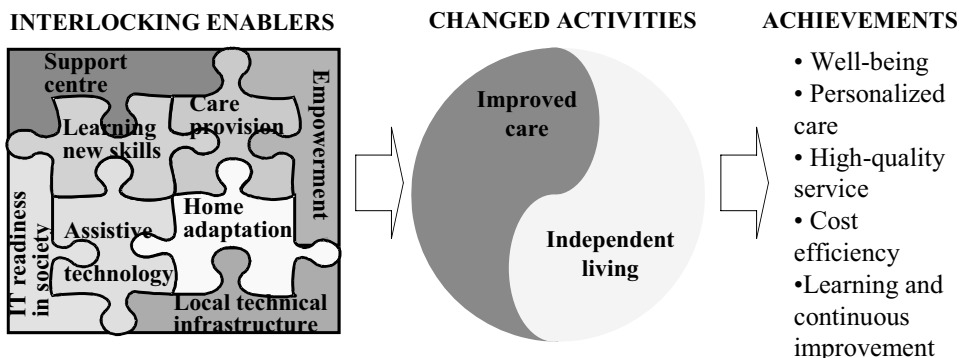 INTERLOCKING ENABLERS
Support
centre
Care
provision
Empowerment
Learning
new skills
IT readiness
in society
Assistive
technology
Home
adaptation
Local technical
infrastructure
CHANGED ACTIVITIES
Improved
care
Independent
living
ACHIEVEMENTS
• Well-being
• Personalized
care
• High-quality
service
• Cost
efficiency
•Learning and
continuous
improvement